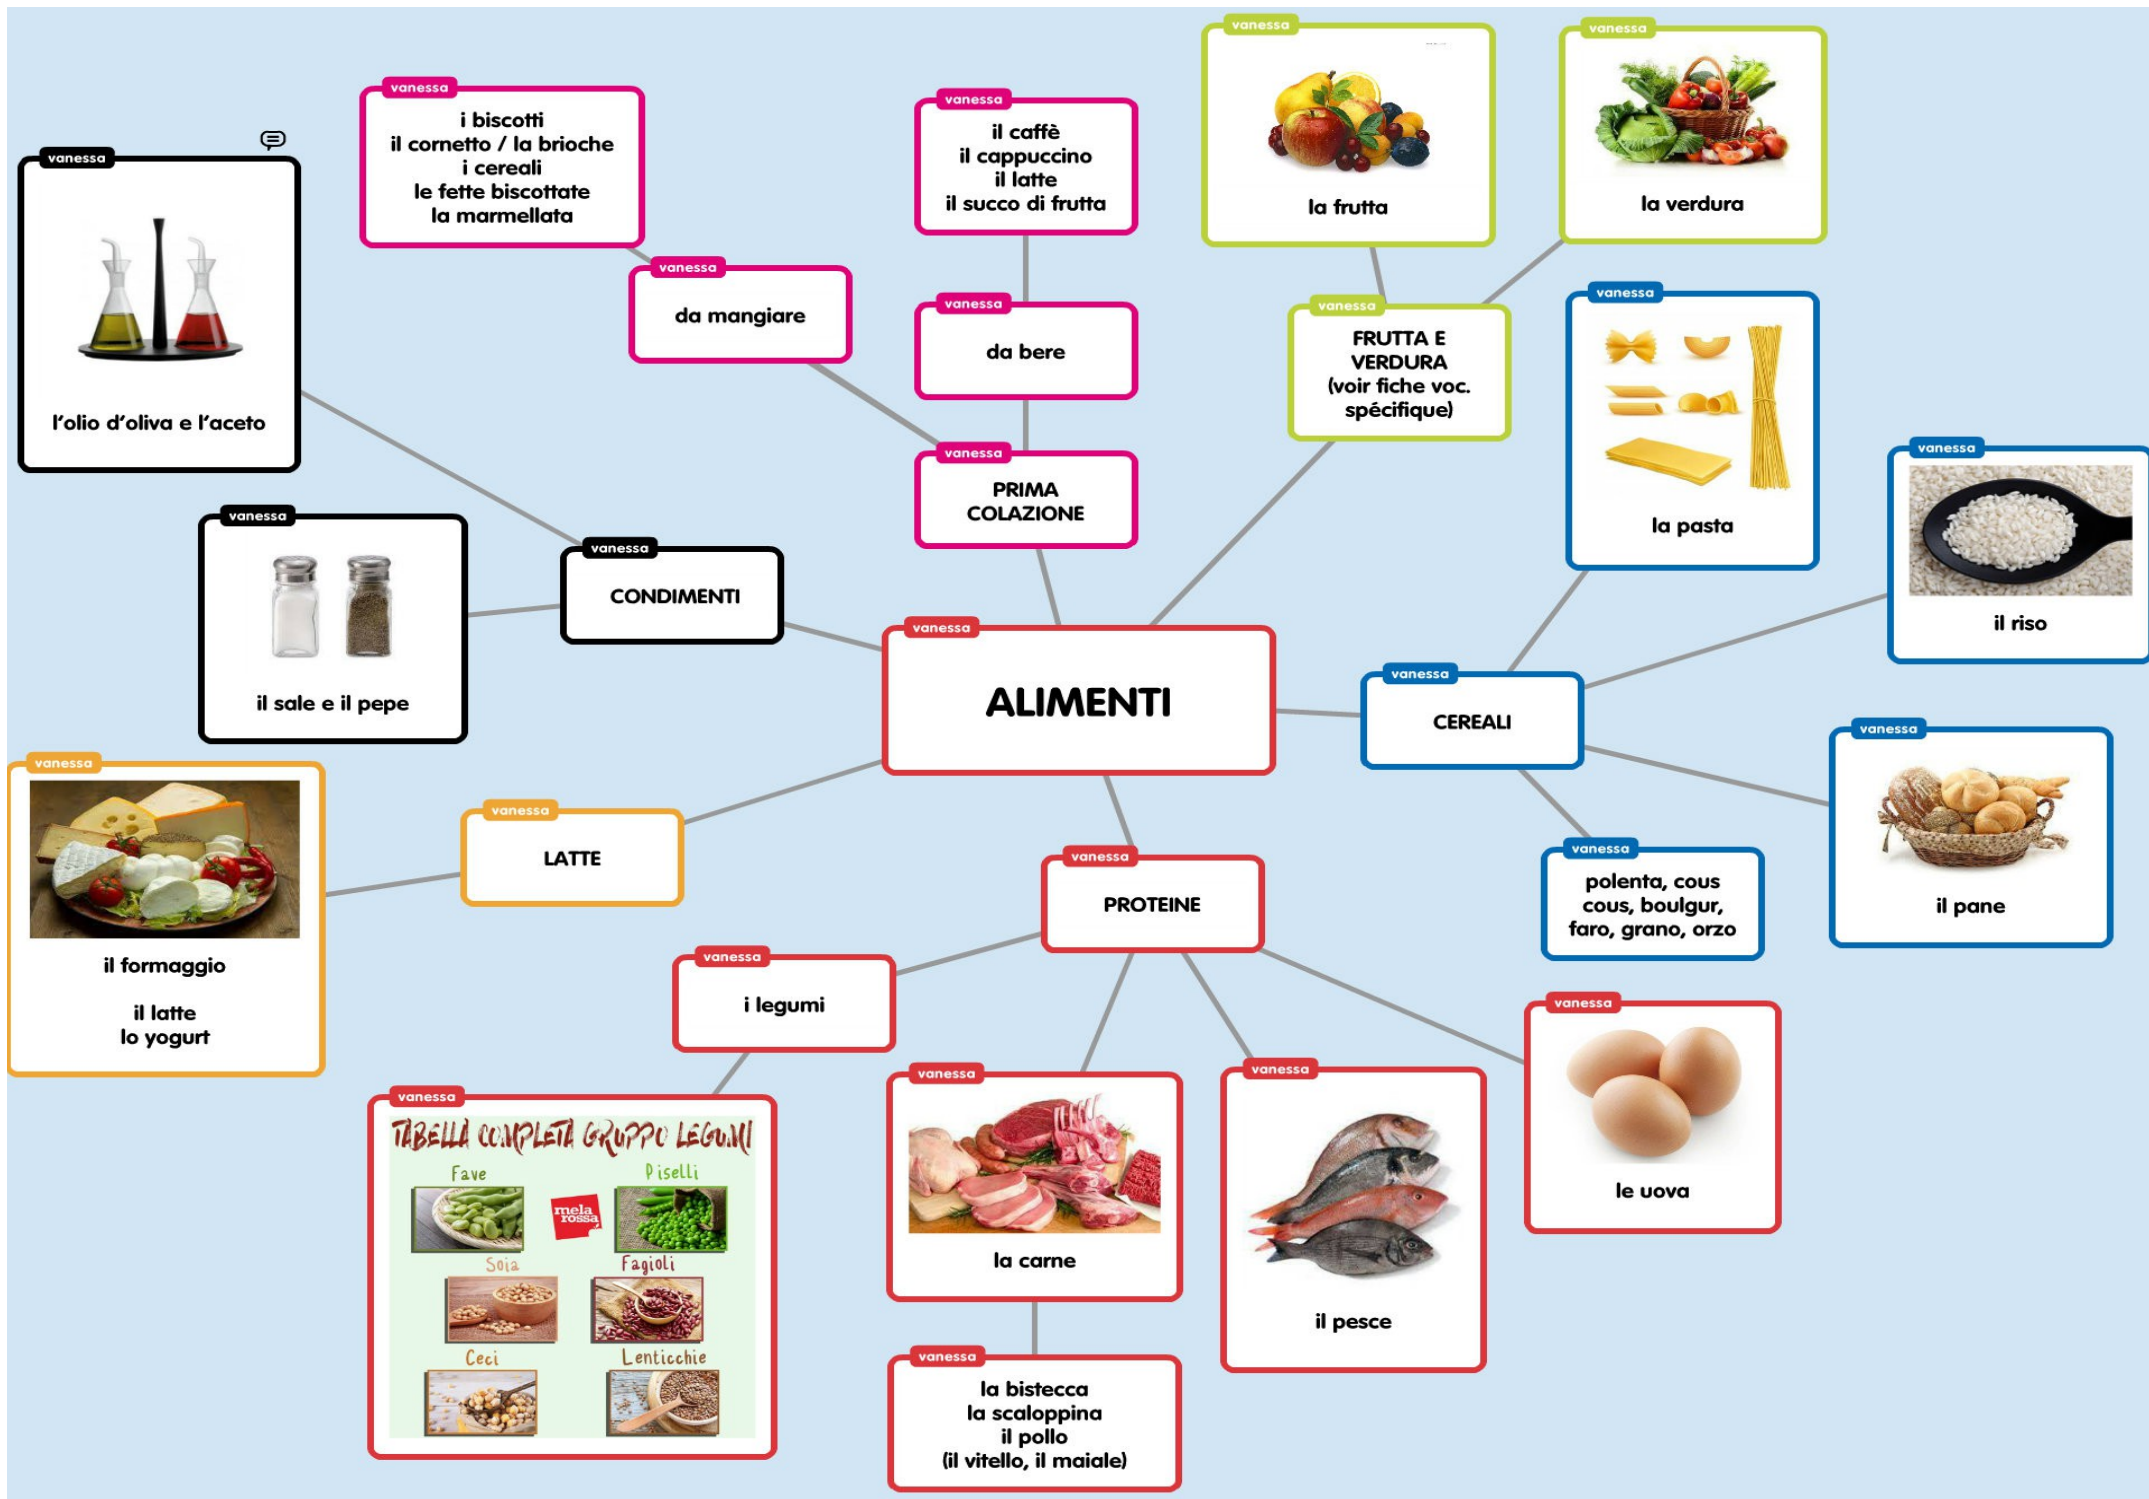 vanessa
l'olio d'oliva e l'aceto
vanessa
i biscotti
il cornetto / la brioche
i cereali
le fette biscottate
la marmellata
vanessa
da mangiare
vanessa
il caffè
il cappuccino
il latte
il succo di frutta
vanessa
da bere
vanessa
PRIMA
COLAZIONE
vanessa
la frutta
vanessa
la verdura
vanessa
FRUTTA E
VERDURA
(voir fiche voc.
spécifique)
vanessa
la pasta
vanessa
il riso
vanessa
il sale e il pepe
vanessa
CONDIMENTI
vanessa
ALIMENTI
vanessa
CEREALI
vanessa
il pane
vanessa
polenta, cous
cous, boulgur,
faro, grano, orzo
vanessa
il formaggio
il latte
lo yogurt
vanessa
LATTE
vanessa
PROTEINE
vanessa
i legumi
vanessa
TABELLA COMPLETA GRUPPO LEGUMI
Fave
Piselli
mela
rossa
Soia
Fagioli
Ceci
Lenticchie
vanessa
la carne
vanessa
la bistecca
la scaloppina
il pollo
(il vitello, il maiale)
vanessa
il pesce
vanessa
le uova